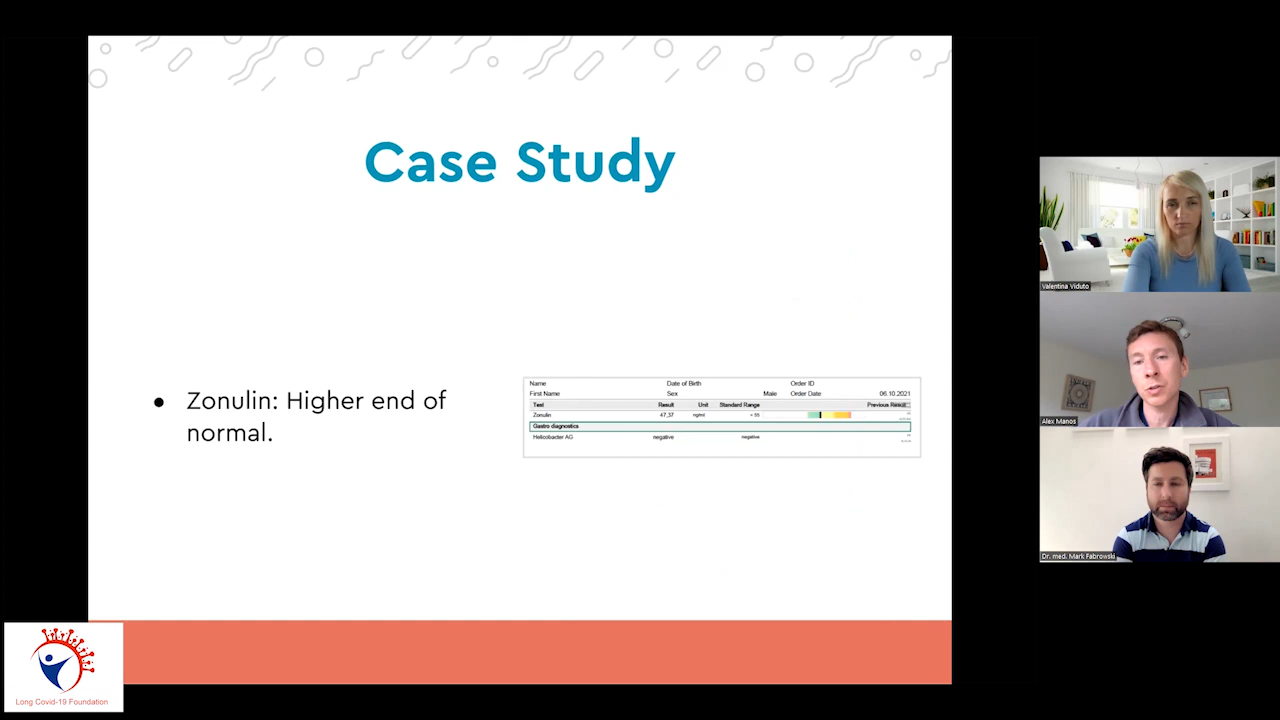 Case Study
• Zonulin: Higher end of
normal.
Name Date of Birth Order ID
First Name Sex Male Order Date 06.10.2021
Test Result Unit Standard Range Previous Result
Zonulin 47,37 ng/ml < 55
Gastro diagnostics
Helicobacter AG negative negative
Valentina Viduto
Alex Manos
Dr. med. Mark Fabrowski
Long Covid-19 Foundation